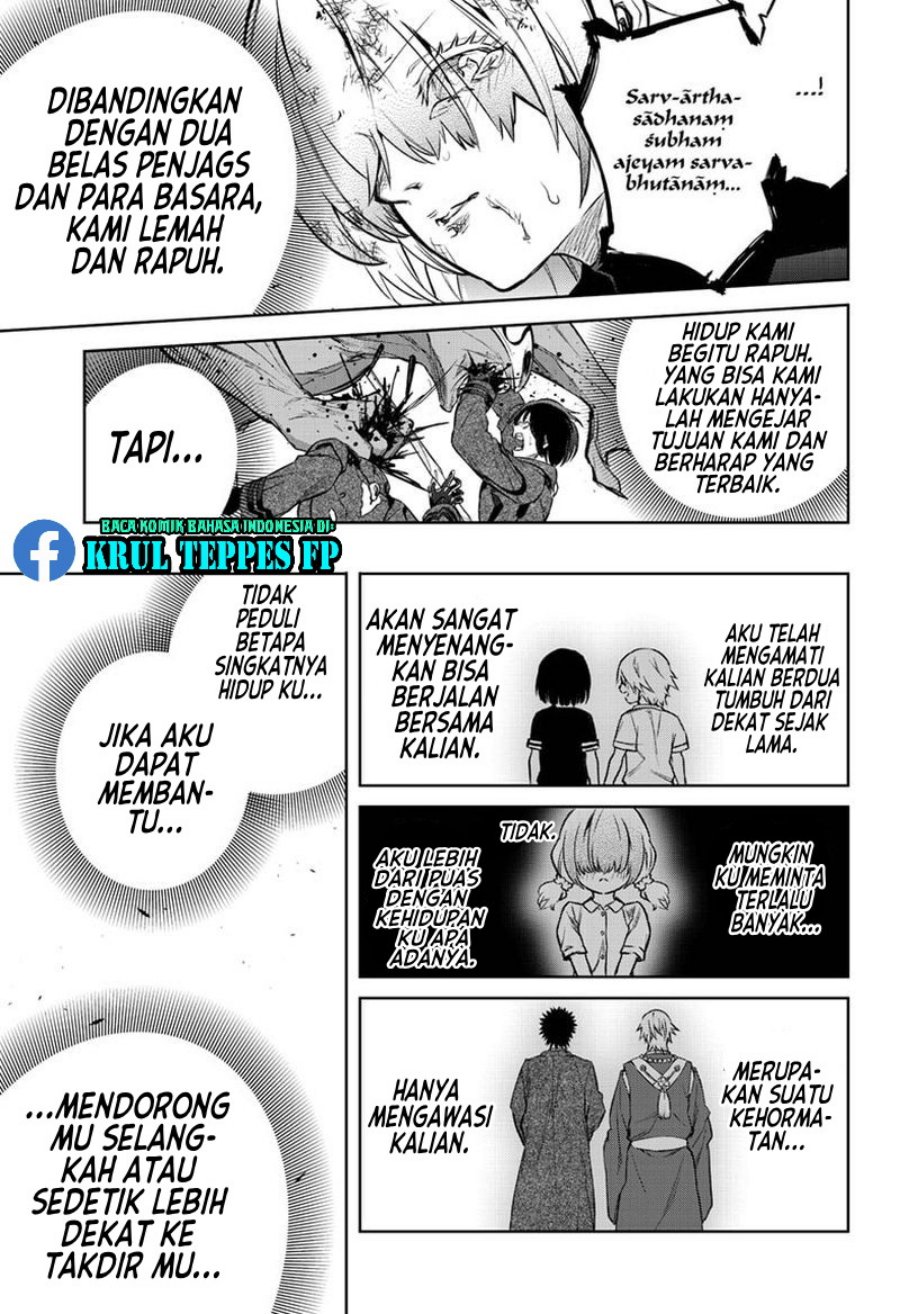 ...!
Sarv-ārtha-
sādhanaṃ
śubham
ajeyam sarva-
bhutānāṃ...
DIBANDINGKAN
DENGAN DUA
BELAS PENJAGS
DAN PARA BASARA,
KAMI LEMAH
DAN RAPUH.
HIDUP KAMI
BEGITU RAPUH.
YANG BISA KAMI
LAKUKAN HANYA-
LAH MENGEJAR
TUJUAN KAMI DAN
BERHARAP YANG
TERBAIK.
TAPI...
BACA KOMIK BAHASA INDONESIA DI:
KRUL TEPPES FP
AKU TELAH
MENGAMATI
KALIAN BERDUA
TUMBUH DARI
DEKAT SEJAK
LAMA.
AKAN SANGAT
MENYENANG-
KAN BISA
BERJALAN
BERSAMA
KALIAN.
MUNGKIN
KU MEMINTA
TERLALU
BANYAK...
TIDAK.
AKU LEBIH
DARI PUAS
DENGAN
KEHIDUPAN
KU APA
ADANYA.
MERUPA-
KAN SUATU
KEHORMA-
TAN...
HANYA
MENGAWASI
KALIAN.
TIDAK
PEDULI
BETAPA
SINGKATNYA
HIDUP KU...
JIKA AKU
DAPAT
MEMBAN-
TU...
...MENDORONG
MU SELANG-
KAH ATAU
SEDETIK LEBIH
DEKAT KE
TAKDIR MU...